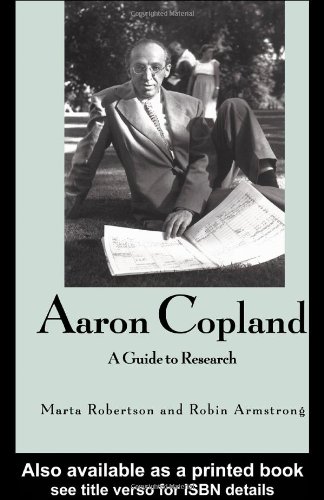 Aaron Copland
A Guide to Research
Marta Robertson and Robin Armstrong
Also available as a printed book
see title verso for ISBN details